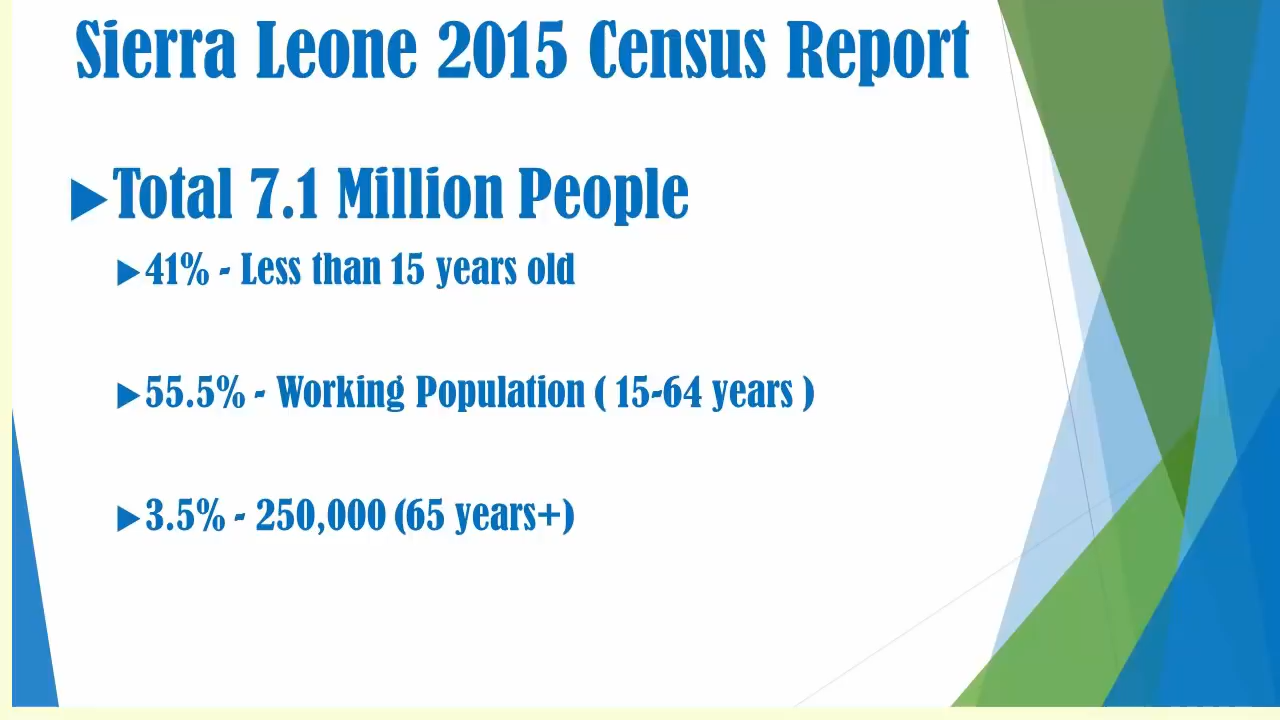 Sierra Leone 2015 Census Report
Total 7.1 Million People
41% - Less than 15 years old
55.5% - Working Population ( 15-64 years )
3.5% - 250,000 (65 years+)